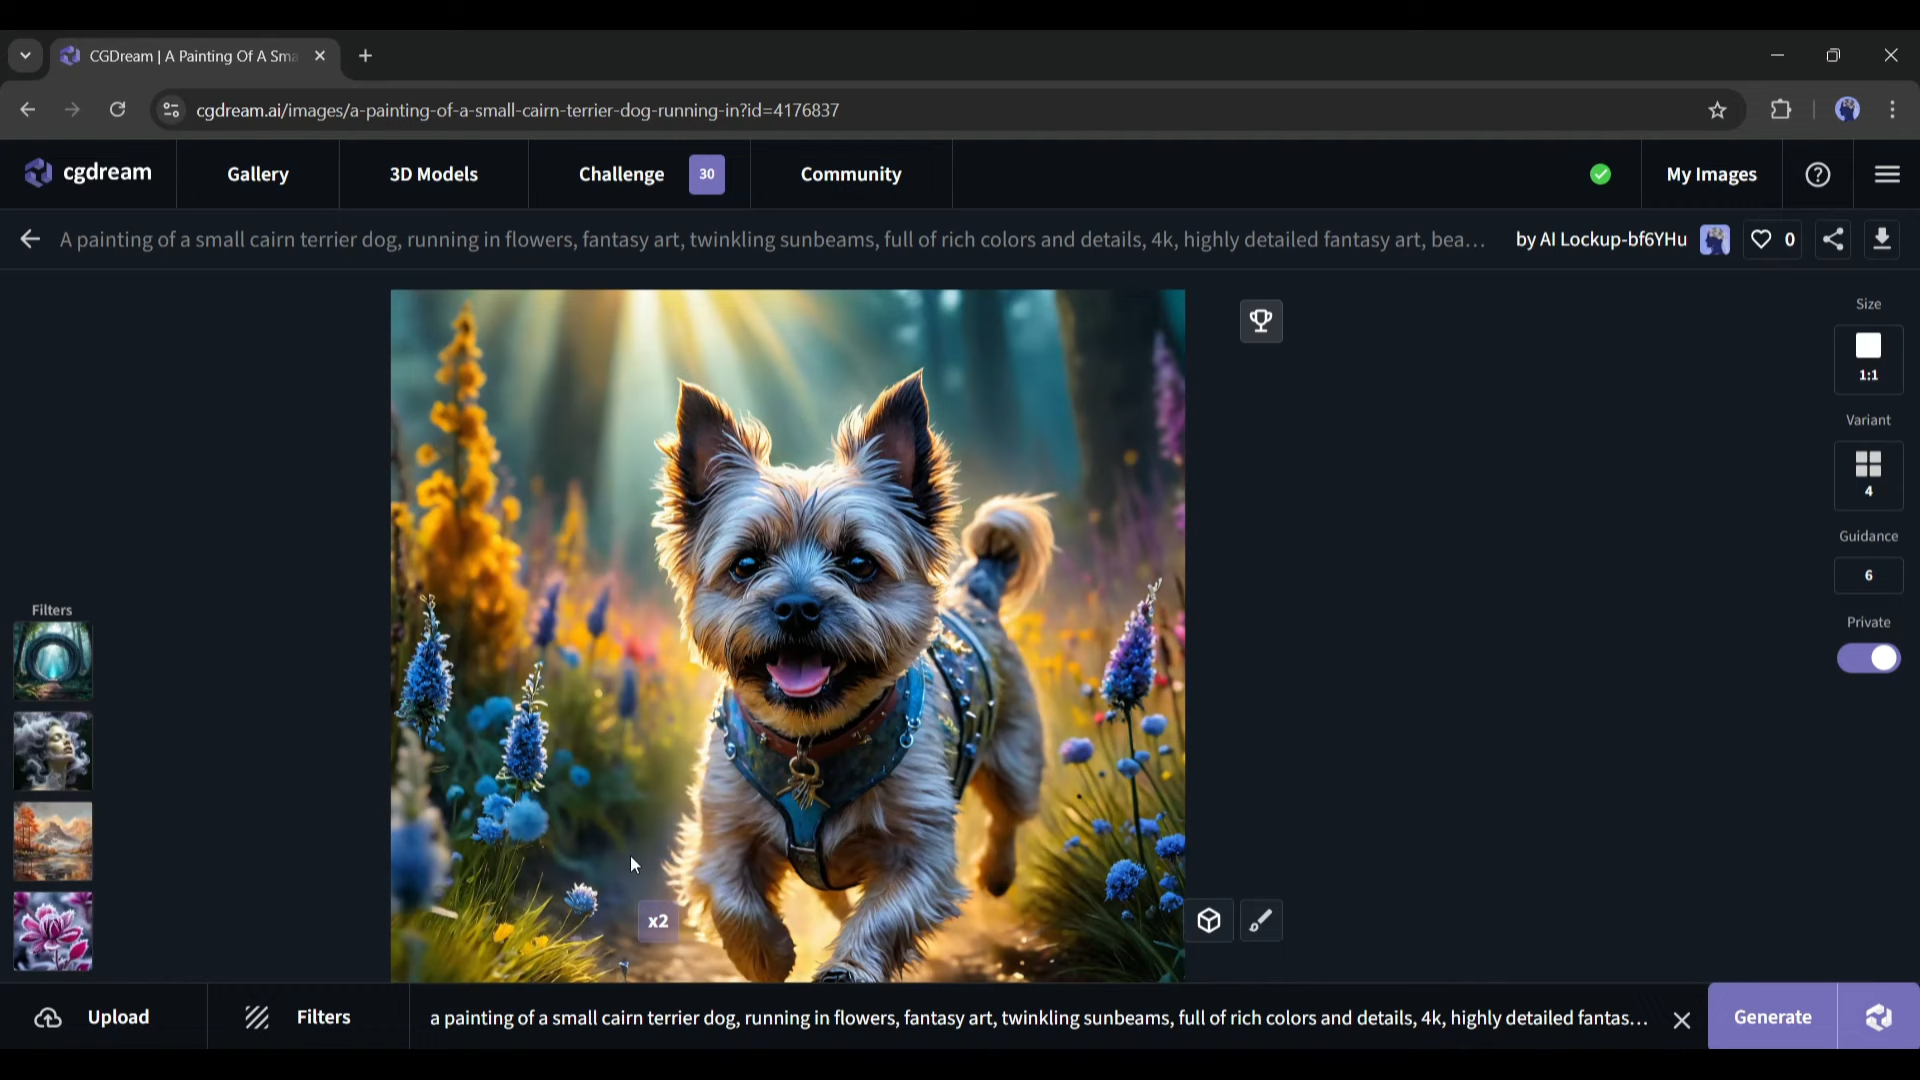 CGDream | A Painting Of A Sma
cgdream.ai/images/a-painting-of-a-small-cairn-terrier-dog-running-in?id=4176837
cgdream
Gallery
3D Models
Challenge
30
Community
My Images
A painting of a small cairn terrier dog, running in flowers, fantasy art, twinkling sunbeams, full of rich colors and details, 4k, highly detailed fantasy art, bea...
by AI Lockup-bf6YHu
0
Size
1:1
Variant
4
Guidance
6
Private
Filters
x2
Upload
Filters
a painting of a small cairn terrier dog, running in flowers, fantasy art, twinkling sunbeams, full of rich colors and details, 4k, highly detailed fantas...
Generate